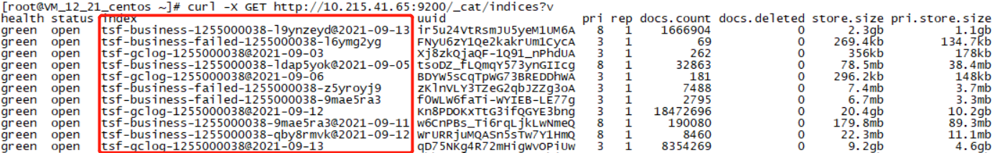 [root@VM_12_21_centos ~]# curl -X GET http://10.215.41.65:9200/_cat/indices?v
health status index uuid pri rep docs.count docs.deleted store.size pri.store.size
green open tsf-business-1255000038-l9ynzeyd@2021-09-13 ir5u24VtRsmJU5yeM1UM6A 8 1 1666904 0 2.3gb 1.1gb
green open tsf-business-failed-1255000038-l6ymg2yg FNyU6zY1Qe2kakrUm1CycA 3 1 69 0 269.4kb 134.7kb
green open tsf-gclog-1255000038@2021-09-03 Xj8zkQjaQF-1Q91_nPhdUA 3 1 262 0 356kb 178kb
green open tsf-business-1255000038-ldap5yok@2021-09-05 tsoDZ_fLQmqY573ynGIIcg 8 1 32863 0 78.5mb 38.4mb
green open tsf-gclog-1255000038@2021-09-06 BDYW5sCqTpWG73BREDDhWA 3 1 181 0 296.2kb 148kb
green open tsf-business-failed-1255000038-z5yroyj9 zKlnVLY3TZeG2qbJZZg3oA 3 1 7488 0 7.4mb 3.7mb
green open tsf-business-failed-1255000038-9mae5ra3 f0WLW6faTi-WYIEB-LE77g 3 1 2795 0 6.7mb 3.3mb
green open tsf-gclog-1255000038@2021-09-12 Kn8PDOKxTtG3ifQGYE3bng 3 1 18472696 0 20.4gb 10.2gb
green open tsf-business-1255000038-9mae5ra3@2021-09-11 w6CnPBs_Ti6rqLjkLwNmeQ 8 1 190080 0 179.8mb 89.3mb
green open tsf-business-1255000038-qby8rmvk@2021-09-12 WrURRjuMQASn5sTw7Y1HmQ 8 1 8460 0 22.3mb 11.1mb
green open tsf-gclog-1255000038@2021-09-13 qD75NKg4R72mHigWvOPiUw 3 1 8354269 0 9.2gb 4.6gb